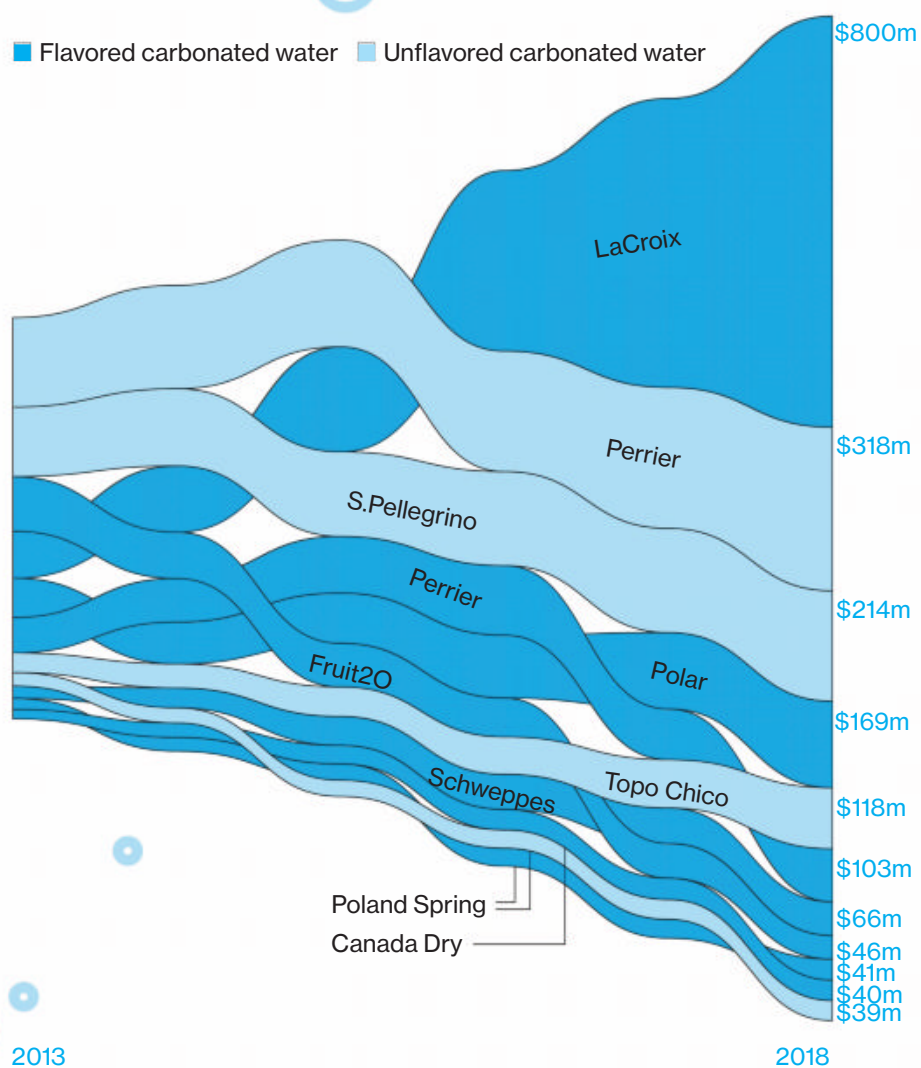 $800m
Flavored carbonated water
Unflavored carbonated water
LaCroix
$318m
Perrier
S.Pellegrino
Perrier
$214m
Fruit2O
Polar
$169m
Schweppes
Topo Chico
$118m
$103m
Poland Spring
$66m
Canada Dry
$46m
$41m
$40m
$39m
2013
2018